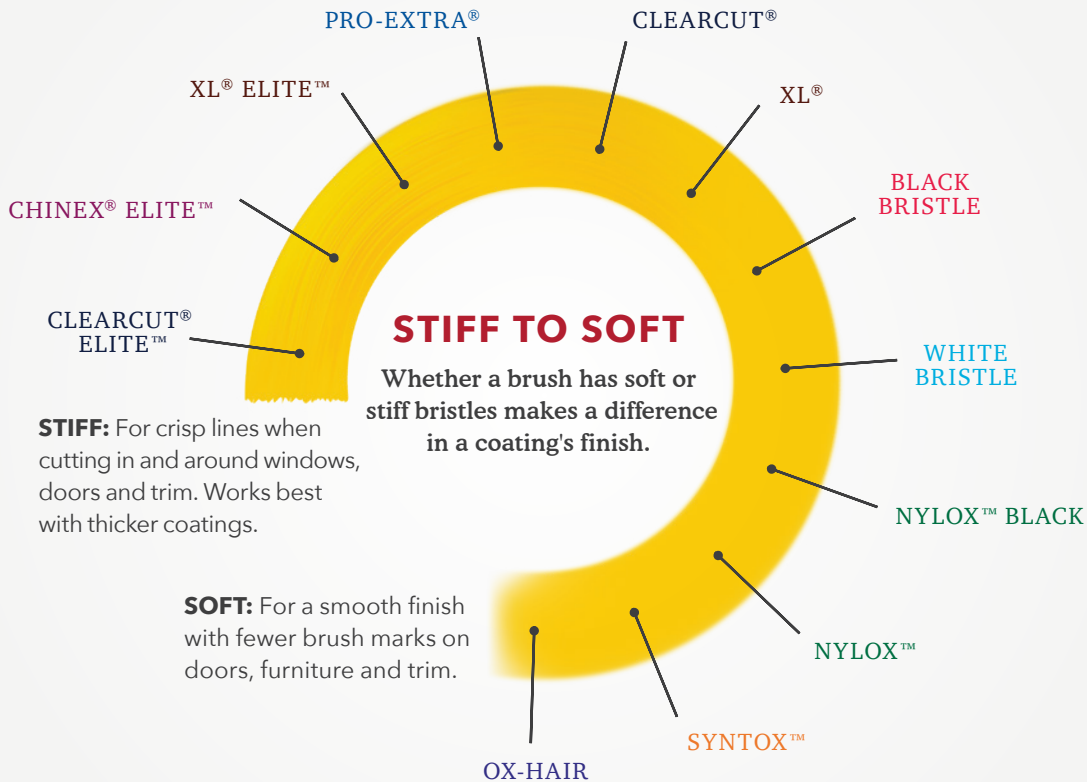 PRO-EXTRA®
CLEARCUT®
XL® ELITE™
XL®
BLACK
BRISTLE
CHINEX® ELITE™
CLEARCUT®
ELITE™
STIFF TO SOFT
Whether a brush has soft or
stiff bristles makes a difference
in a coating's finish.
WHITE
BRISTLE
STIFF: For crisp lines when
cutting in and around windows,
doors and trim. Works best
with thicker coatings.
NYLOX™ BLACK
SOFT: For a smooth finish
with fewer brush marks on
doors, furniture and trim.
NYLOX™
SYNTOX™
OX-HAIR